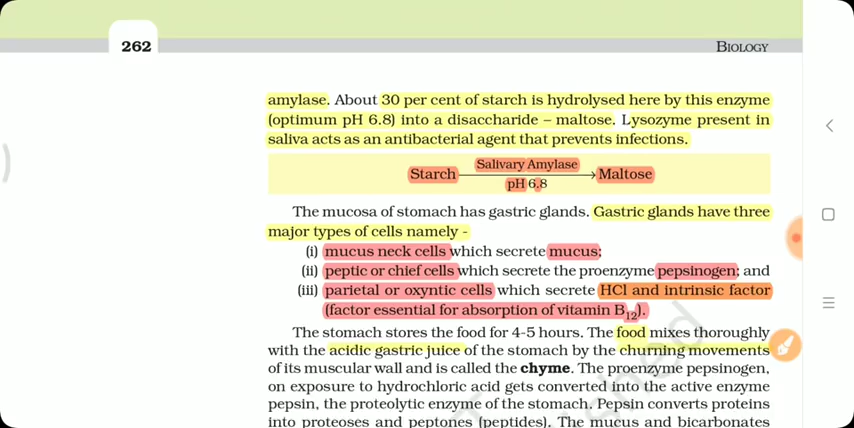 262
BIOLOGY
amylase. About 30 per cent of starch is hydrolysed here by this enzyme
(optimum pH 6.8) into a disaccharide – maltose. Lysozyme present in
saliva acts as an antibacterial agent that prevents infections.
Salivary Amylase
Starch ⟶ Maltose
pH 6.8
The mucosa of stomach has gastric glands. Gastric glands have three
major types of cells namely -
(i) mucus neck cells which secrete mucus;
(ii) peptic or chief cells which secrete the proenzyme pepsinogen; and
(iii) parietal or oxyntic cells which secrete HCl and intrinsic factor
(factor essential for absorption of vitamin B12).
The stomach stores the food for 4-5 hours. The food mixes thoroughly
with the acidic gastric juice of the stomach by the churning movements
of its muscular wall and is called the chyme. The proenzyme pepsinogen,
on exposure to hydrochloric acid gets converted into the active enzyme
pepsin, the proteolytic enzyme of the stomach. Pepsin converts proteins
into proteoses and peptones (peptides). The mucus and bicarbonates